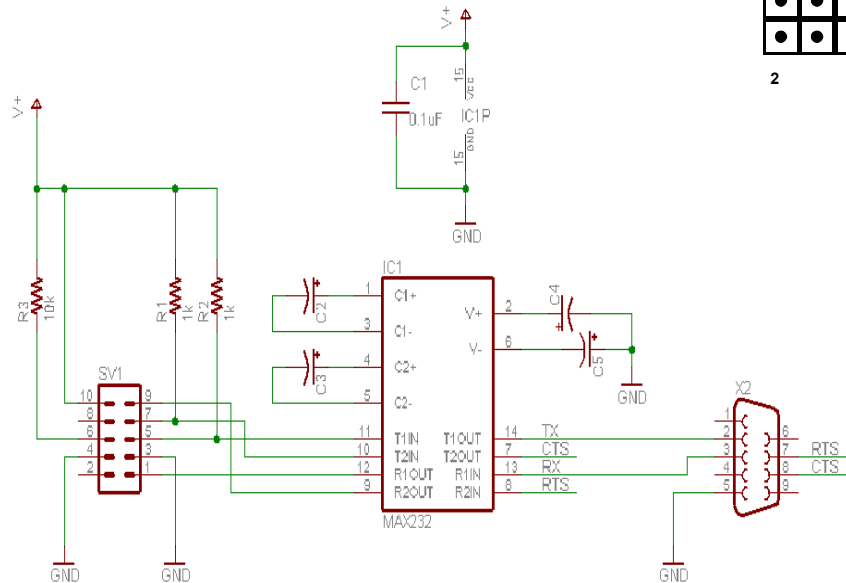 V+
2
C1
0.1uF
16
VCC
IC1P
GND
15
GND
V+
R3
10k
R1
1k
R2
1k
IC1
C2
C3
1 C1+
3 C1-
4 C2+
5 C2-
11 T1IN
10 T2IN
12 R1OUT
9 R2OUT
V+ 2
V- 6
T1OUT 14 TX
T2OUT 7 CTS
R1IN 13 RX
R2IN 8 RTS
MAX232
C4
C5
GND
SV1
10 9
8 7
6 5
4 3
2 1
GND
GND
X2
1
2 6
3 7 RTS
4 8 CTS
5 9
GND